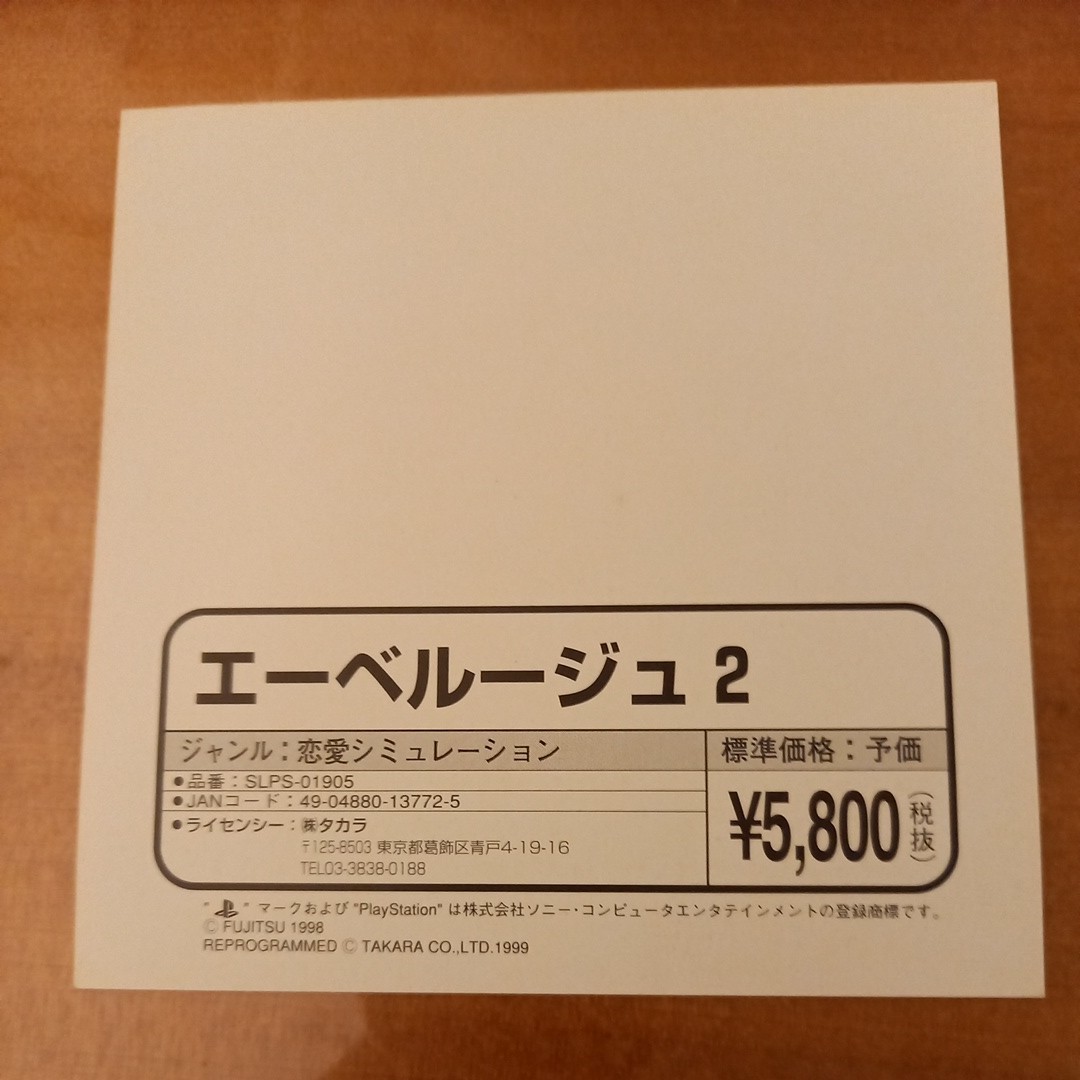 エーベルージュ 2
ジャンル：恋愛シミュレーション
標準価格：予価
●品番：SLPS-01905
●JANコード：49-04880-13772-5
●ライセンシー：㈱タカラ
〒125-8503 東京都葛飾区青戸4-19-16
TEL03-3838-0188
¥5,800（税抜）
" " マークおよび "PlayStation" は株式会社ソニー・コンピュータエンタテインメントの登録商標です。
© FUJITSU 1998
REPROGRAMMED © TAKARA CO.,LTD.1999